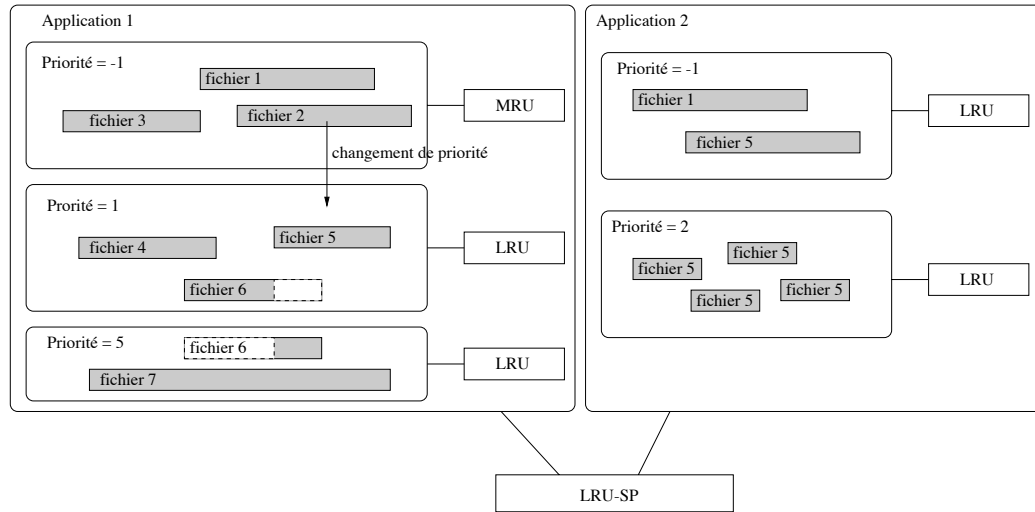 Application 1
Priorité = -1
fichier 1
fichier 3
fichier 2
MRU
changement de priorité
Prorité = 1
fichier 4
fichier 5
LRU
fichier 6
Priorité = 5
fichier 6
LRU
fichier 7
Application 2
Priorité = -1
fichier 1
LRU
fichier 5
Priorité = 2
fichier 5
fichier 5
LRU
fichier 5
fichier 5
LRU-SP